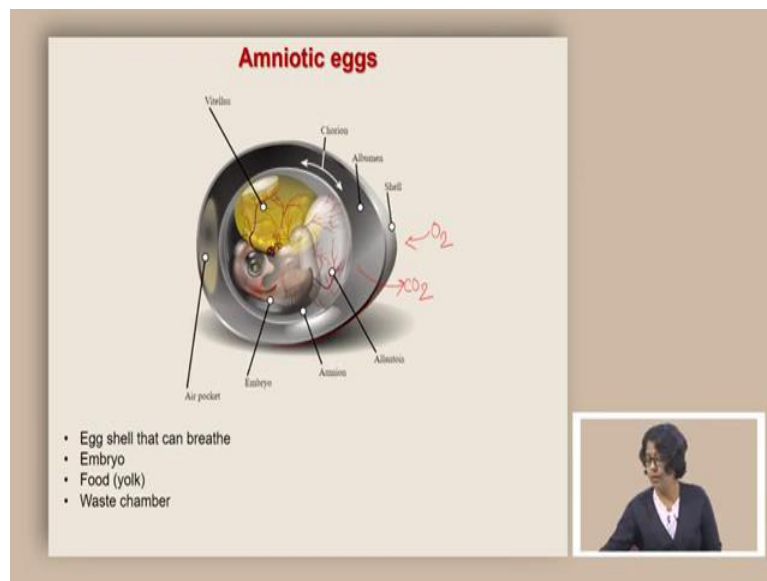 Amniotic eggs
Vitellus
Chorion
Albumen
Shell
O2
CO2
Allantois
Amnion
Embryo
Air pocket
• Egg shell that can breathe
• Embryo
• Food (yolk)
• Waste chamber